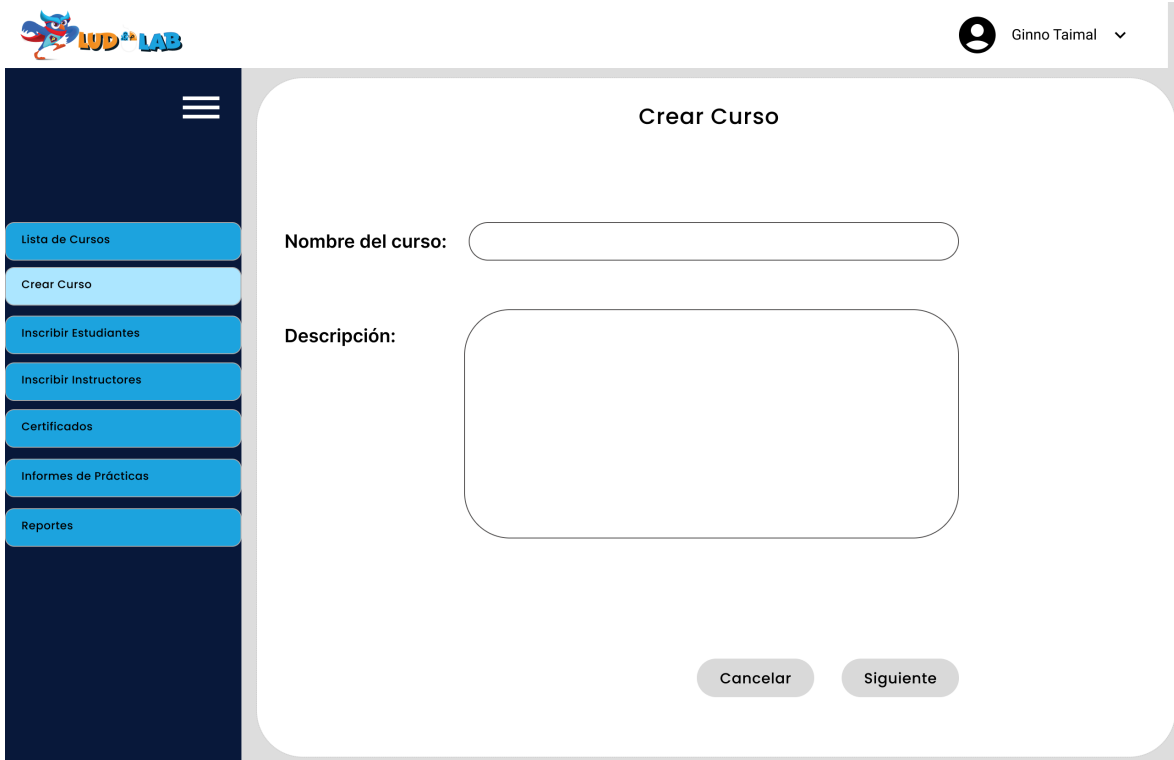 LUD LAB
Ginno Taimal
Crear Curso
Lista de Cursos
Crear Curso
Inscribir Estudiantes
Inscribir Instructores
Certificados
Informes de Prácticas
Reportes
Nombre del curso:
Descripción:
Cancelar
Siguiente